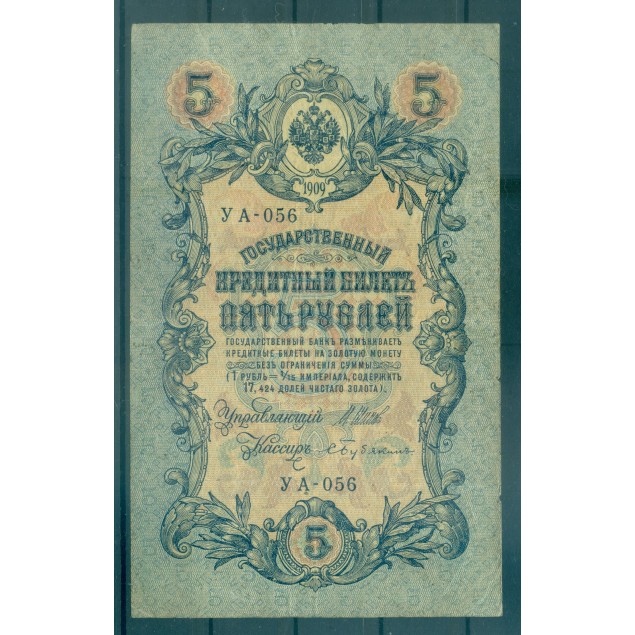 5 5
1909
УА-056
ГОСУДАРСТВЕННЫЙ
КРЕДИТНЫЙ БИЛЕТЪ
ПЯТЬ РУБЛЕЙ
ГОСУДАРСТВЕННЫЙ БАНКЪ РАЗМѢНИВАЕТЪ
КРЕДИТНЫЕ БИЛЕТЫ НА ЗОЛОТУЮ МОНЕТУ
БЕЗЪ ОГРАНИЧЕНІЯ СУММЫ
(1 РУБЛЬ = 1/15 ИМПЕРІАЛА, СОДЕРЖИТЪ
17,424 ДОЛЕЙ ЧИСТАГО ЗОЛОТА).
Управляющій
Кассиръ
УА-056
5